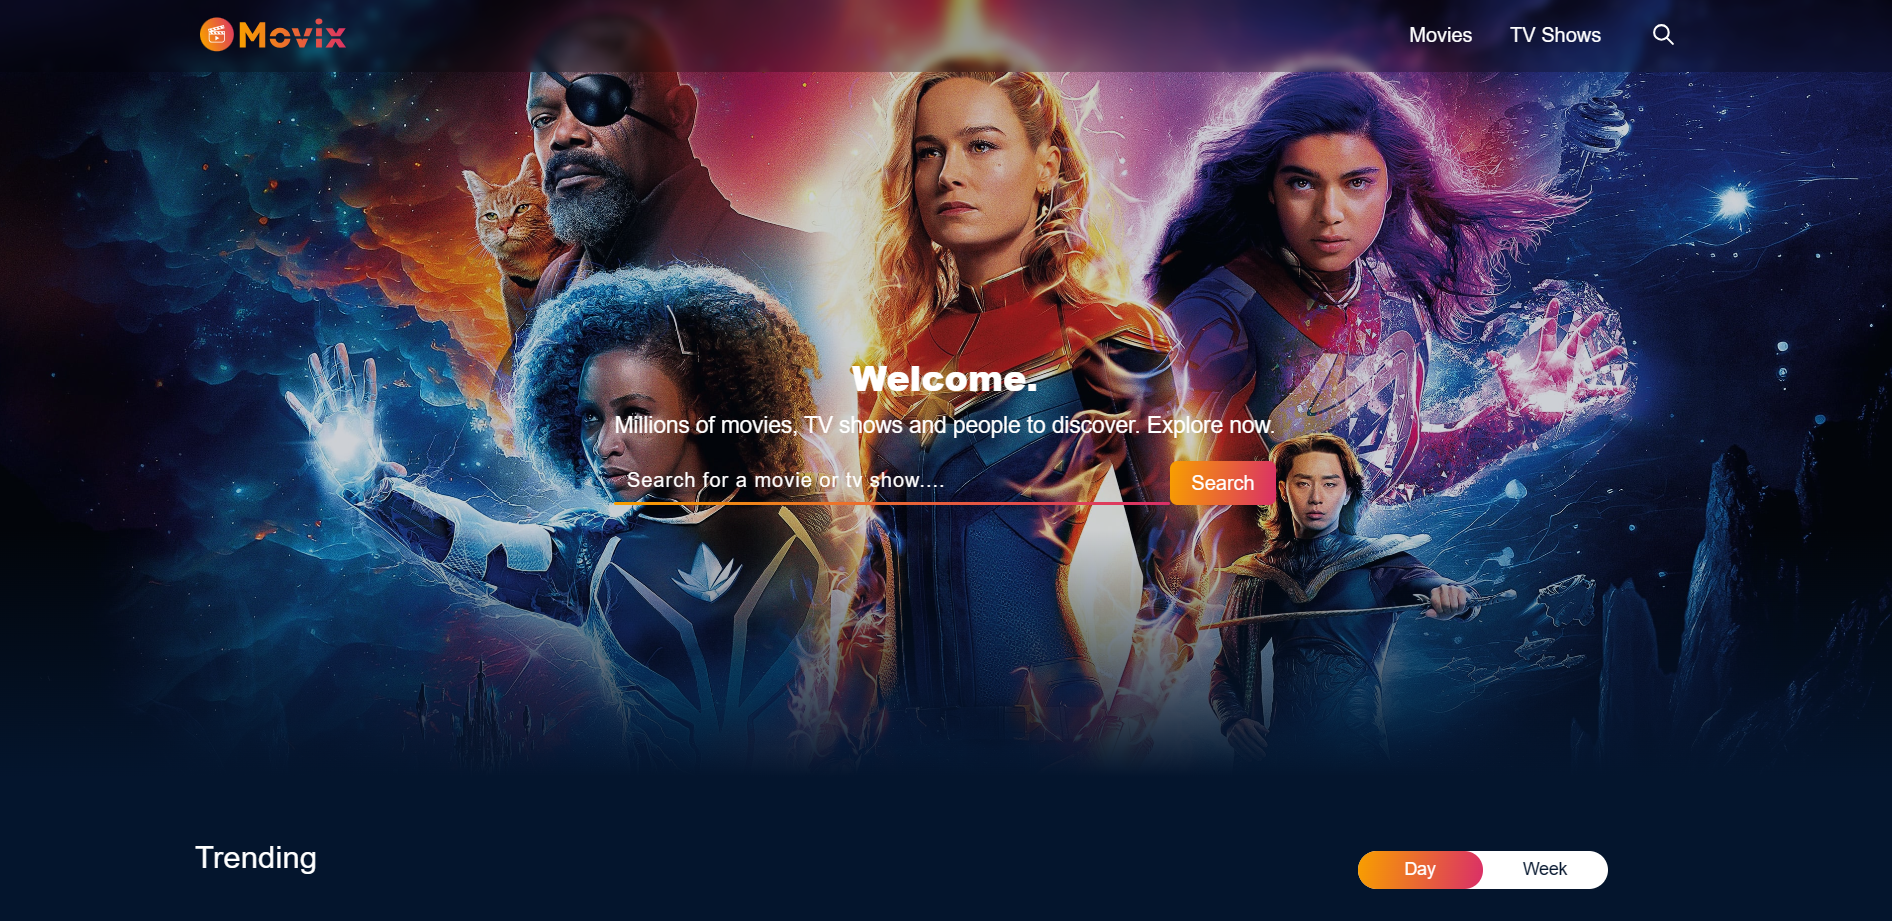 Movix
Movies
TV Shows
Welcome.
Millions of movies, TV shows and people to discover. Explore now.
Search for a movie or tv show....
Search
Trending
Day
Week